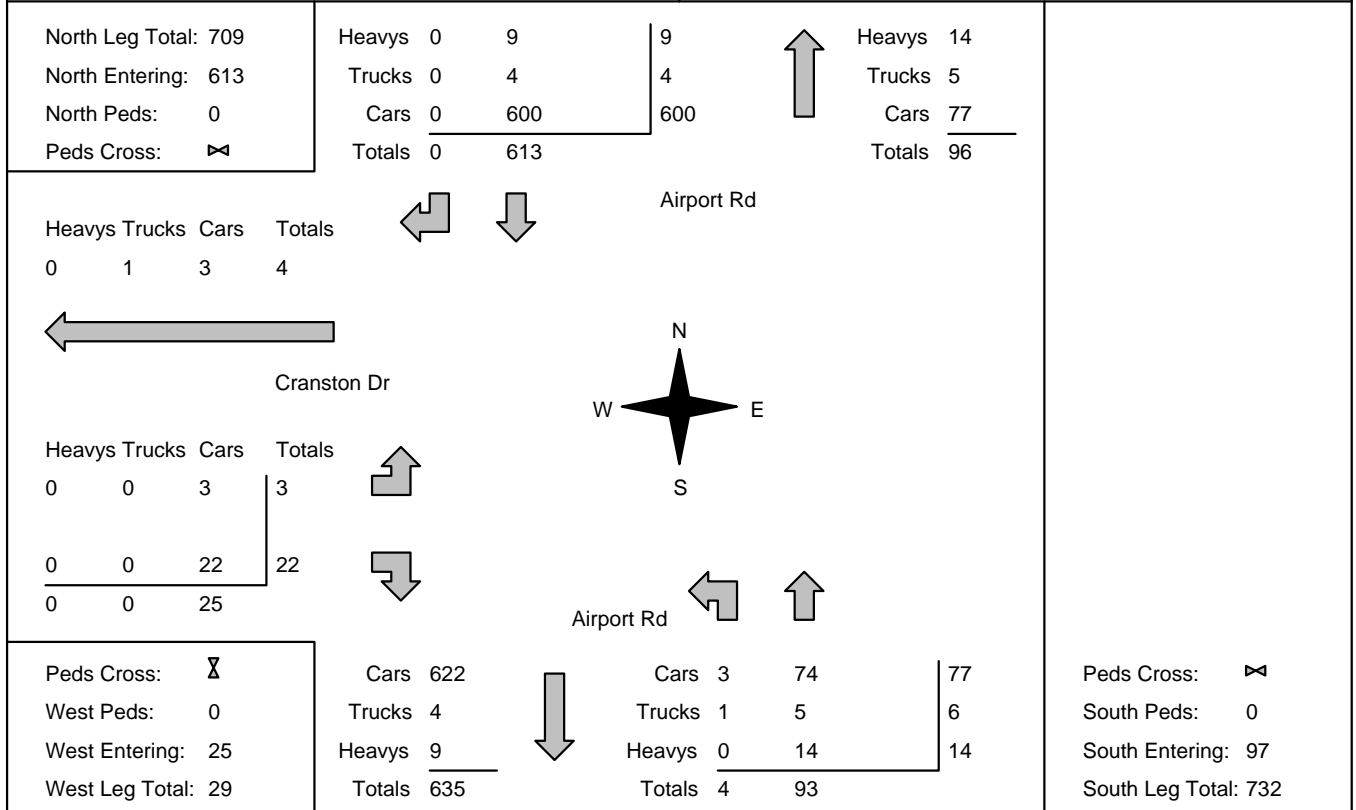 North Leg Total: 709
North Entering: 613
North Peds: 0
Peds Cross:
Heavys 0 9 9
Trucks 0 4 4
Cars 0 600 600
Totals 0 613
Heavys 14
Trucks 5
Cars 77
Totals 96
Airport Rd
Heavys Trucks Cars Totals
0 1 3 4
N
Cranston Dr
W E
S
Heavys Trucks Cars Totals
0 0 3 3
0 0 22 22
0 0 25
Airport Rd
Peds Cross:
West Peds: 0
West Entering: 25
West Leg Total: 29
Cars 622
Trucks 4
Heavys 9
Totals 635
Cars 3 74 77
Trucks 1 5 6
Heavys 0 14 14
Totals 4 93
Peds Cross:
South Peds: 0
South Entering: 97
South Leg Total: 732